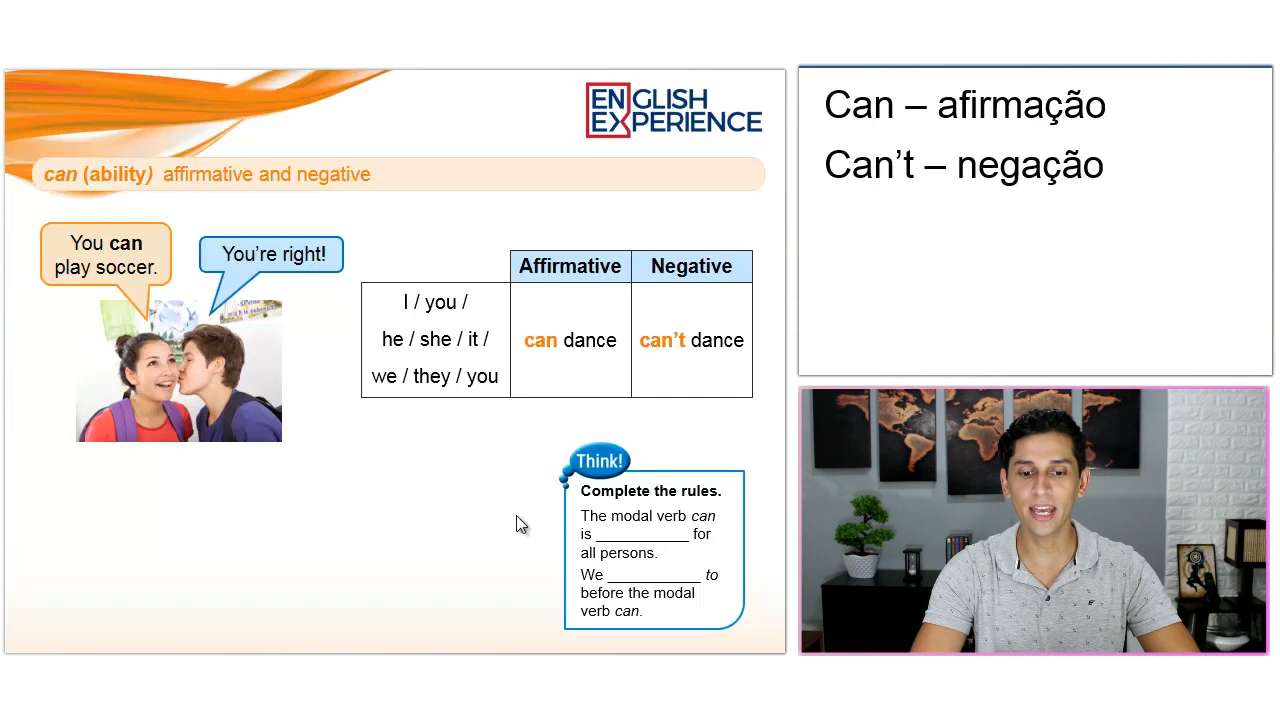 ENGLISH
EXPERIENCE
can (ability) affirmative and negative
You can
play soccer.
You're right!
Affirmative
Negative
I / you /
he / she / it /
we / they / you
can dance
can't dance
Think!
Complete the rules.
The modal verb can
is ___________ for
all persons.
We ___________ to
before the modal
verb can.
Can – afirmação
Can't – negação